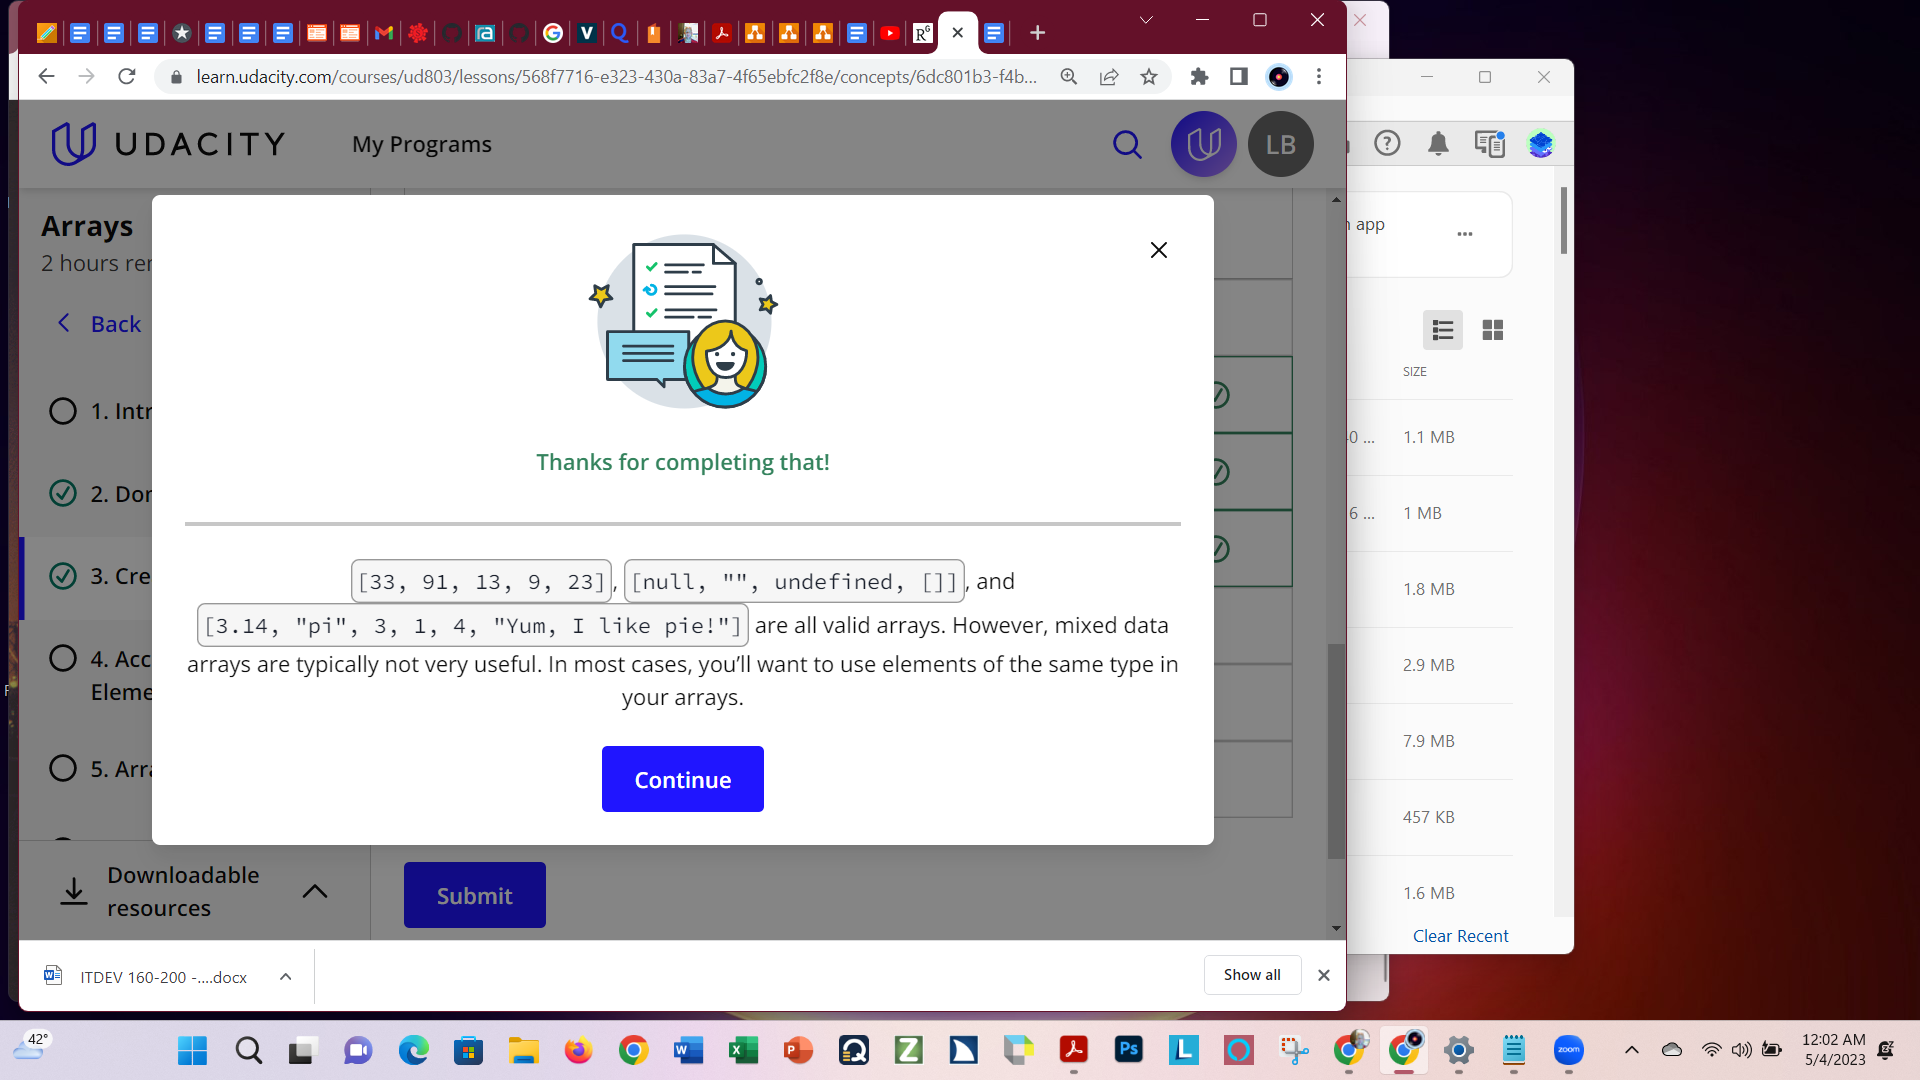 learn.udacity.com/courses/ud803/lessons/568f7716-e323-430a-83a7-4f65ebfc2f8e/concepts/6dc801b3-f4b...
UDACITY
My Programs
LB
Arrays
2 hours rer
Back
1. Intr
2. Dor
3. Cre
4. Acc
Eleme
5. Arra
Downloadable
resources
Thanks for completing that!
[33, 91, 13, 9, 23], [null, "", undefined, []], and
[3.14, "pi", 3, 1, 4, "Yum, I like pie!"] are all valid arrays. However, mixed data
arrays are typically not very useful. In most cases, you’ll want to use elements of the same type in
your arrays.
Continue
Submit
app
SIZE
1.1 MB
6 ...
1 MB
1.8 MB
2.9 MB
7.9 MB
457 KB
1.6 MB
Clear Recent
ITDEV 160-200 -....docx
Show all
42°
zoom
12:02 AM
5/4/2023